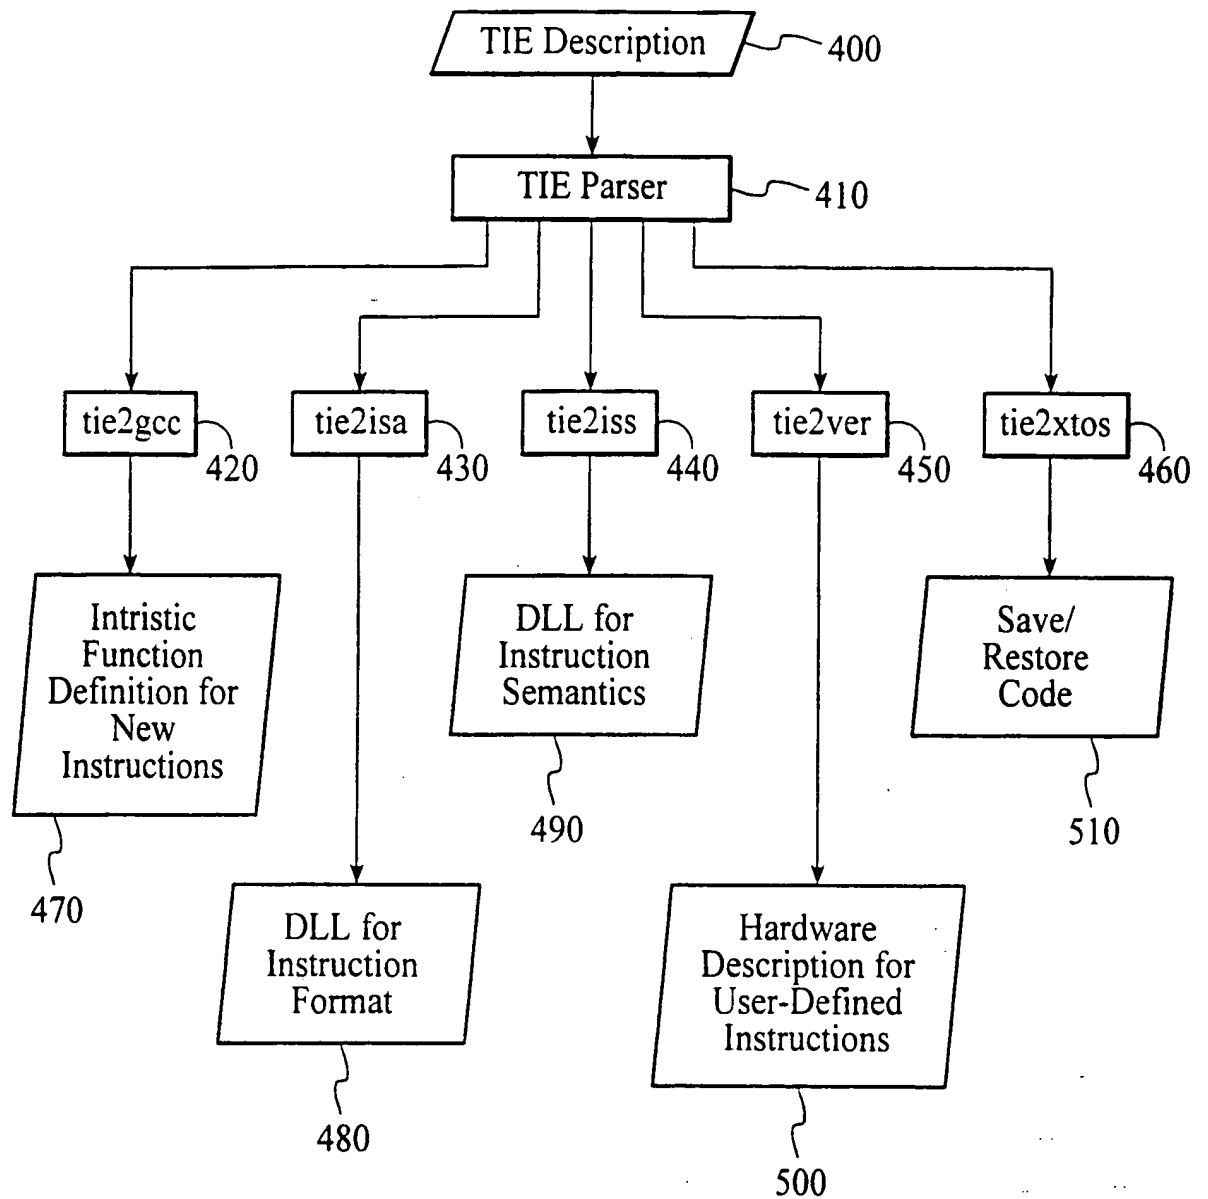 TIE Description
400
TIE Parser
410
tie2gcc
420
tie2isa
430
tie2iss
440
tie2ver
450
tie2xtos
460
Intristic
Function
Definition for
New
Instructions
470
DLL for
Instruction
Semantics
490
Save/
Restore
Code
510
DLL for
Instruction
Format
480
Hardware
Description for
User-Defined
Instructions
500